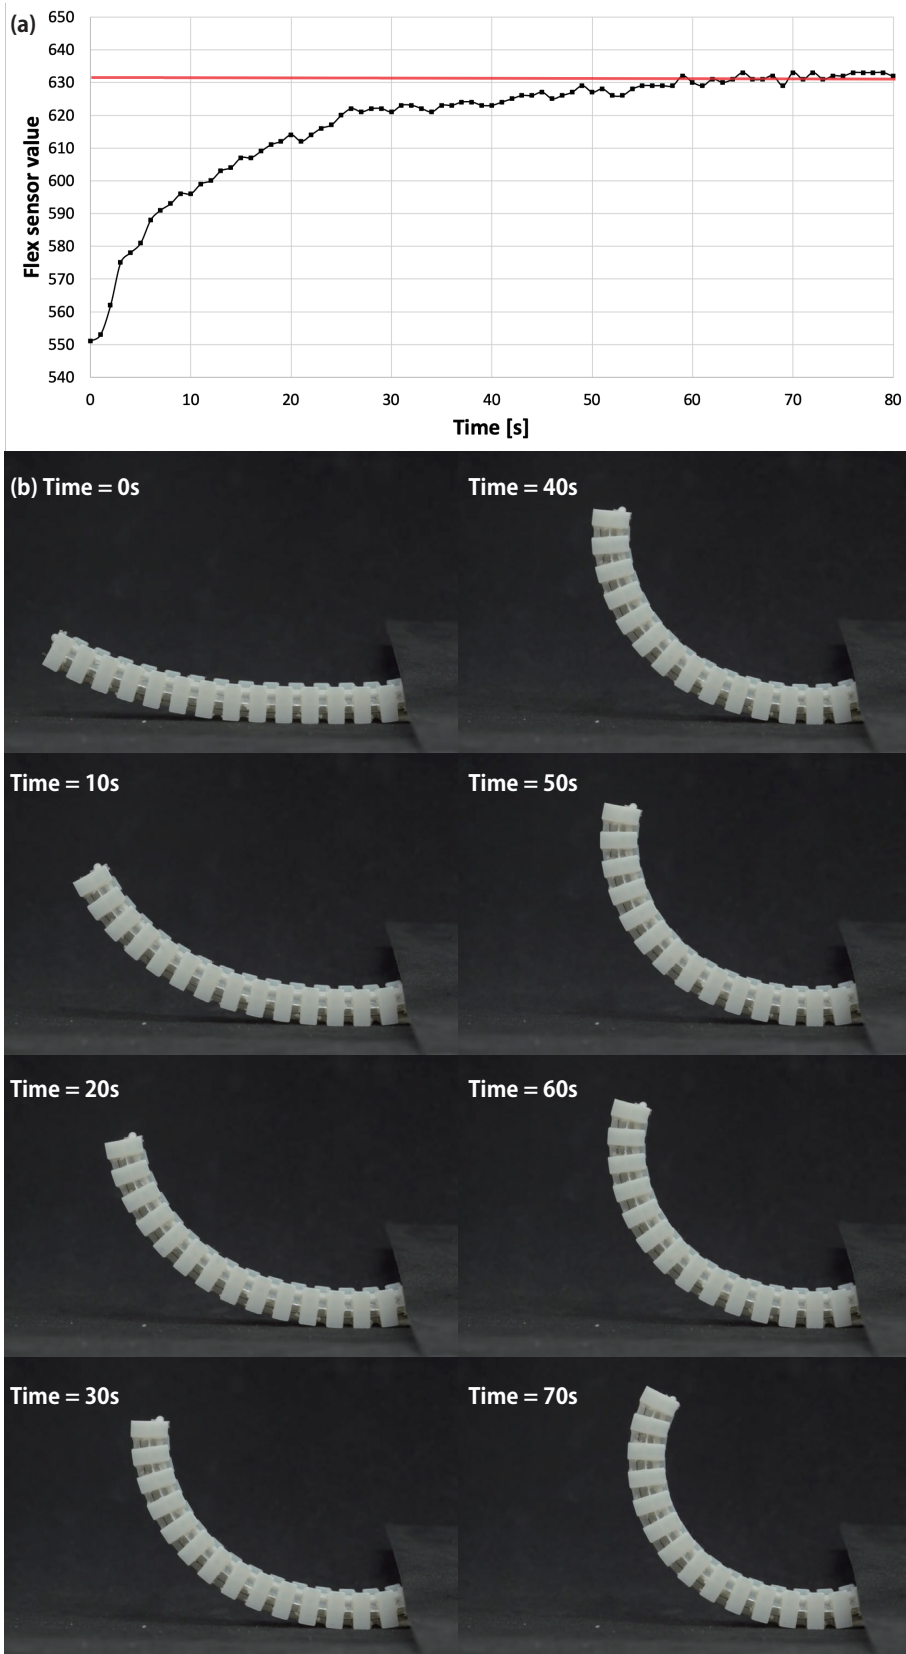 (a)
650
640
630
620
610
600
590
580
570
560
550
540
Flex sensor value
0 10 20 30 40 50 60 70 80
Time [s]
(b) Time = 0s
Time = 40s
Time = 10s
Time = 50s
Time = 20s
Time = 60s
Time = 30s
Time = 70s